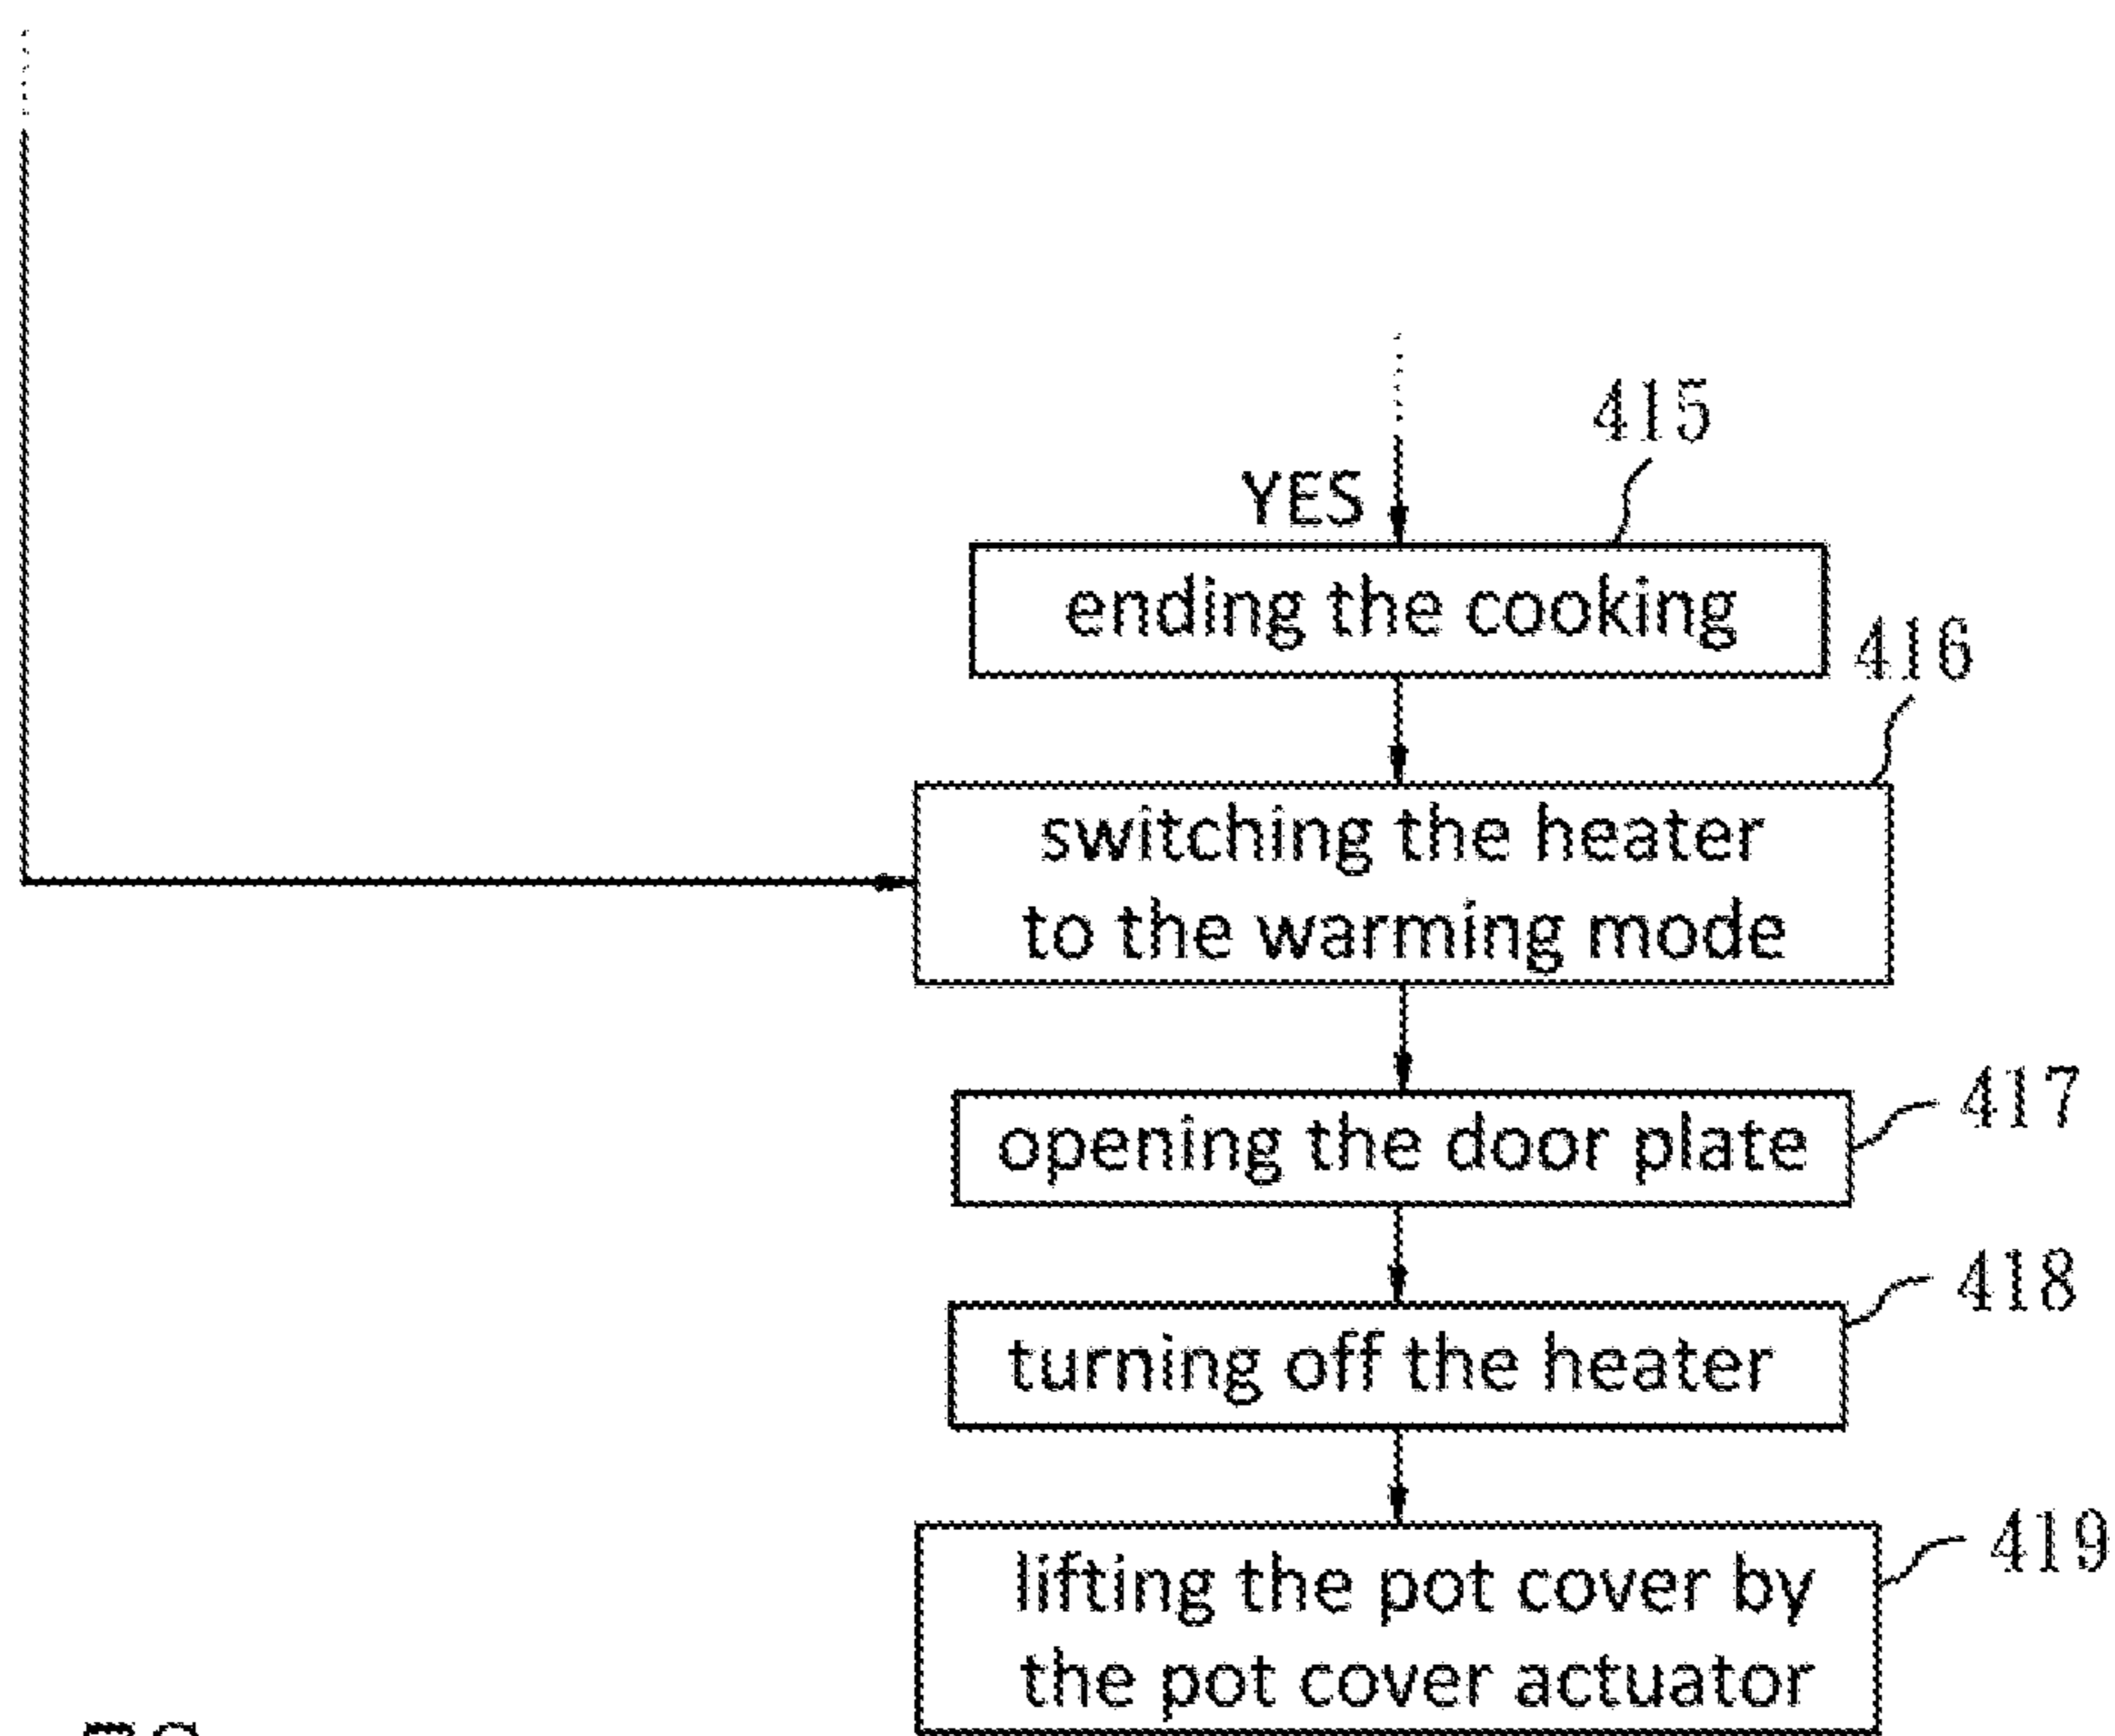 415
YES
ending the cooking
416
switching the heater
to the warming mode
opening the door plate
417
turning off the heater
418
lifting the pot cover by
the pot cover actuator
419